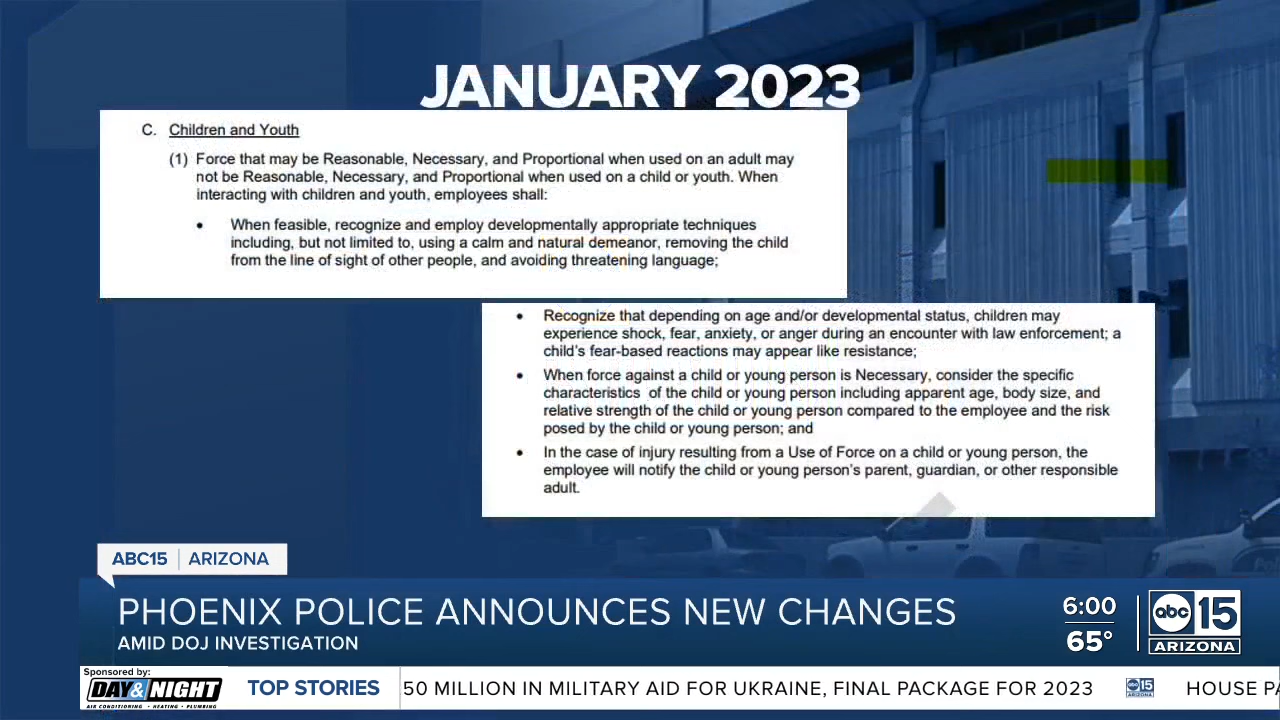 JANUARY 2023
C. Children and Youth
(1) Force that may be Reasonable, Necessary, and Proportional when used on an adult may
not be Reasonable, Necessary, and Proportional when used on a child or youth. When
interacting with children and youth, employees shall:
• When feasible, recognize and employ developmentally appropriate techniques
including, but not limited to, using a calm and natural demeanor, removing the child
from the line of sight of other people, and avoiding threatening language;
• Recognize that depending on age and/or developmental status, children may
experience shock, fear, anxiety, or anger during an encounter with law enforcement; a
child's fear-based reactions may appear like resistance;
• When force against a child or young person is Necessary, consider the specific
characteristics of the child or young person including apparent age, body size, and
relative strength of the child or young person compared to the employee and the risk
posed by the child or young person; and
• In the case of injury resulting from a Use of Force on a child or young person, the
employee will notify the child or young person's parent, guardian, or other responsible
adult.
ABC15 | ARIZONA
PHOENIX POLICE ANNOUNCES NEW CHANGES
AMID DOJ INVESTIGATION
6:00
65°
abc 15
ARIZONA
Sponsored by:
DAY & NIGHT
AIR CONDITIONING • HEATING • PLUMBING
TOP STORIES
50 MILLION IN MILITARY AID FOR UKRAINE, FINAL PACKAGE FOR 2023
abc 15
ARIZONA
HOUSE PA